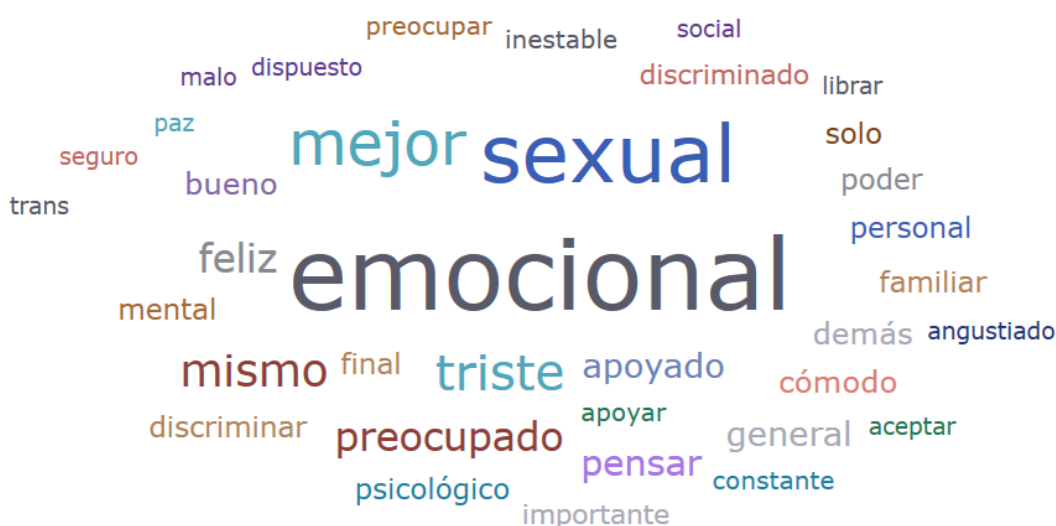 preocupar
inestable
social
malo
dispuesto
discriminado
librar
paz
mejor
sexual
solo
seguro
bueno
poder
trans
personal
feliz
emocional
familiar
mental
demás
angustiado
mismo
final
triste
apoyado
cómodo
discriminar
preocupado
apoyar
general
aceptar
pensar
psicológico
constante
importante